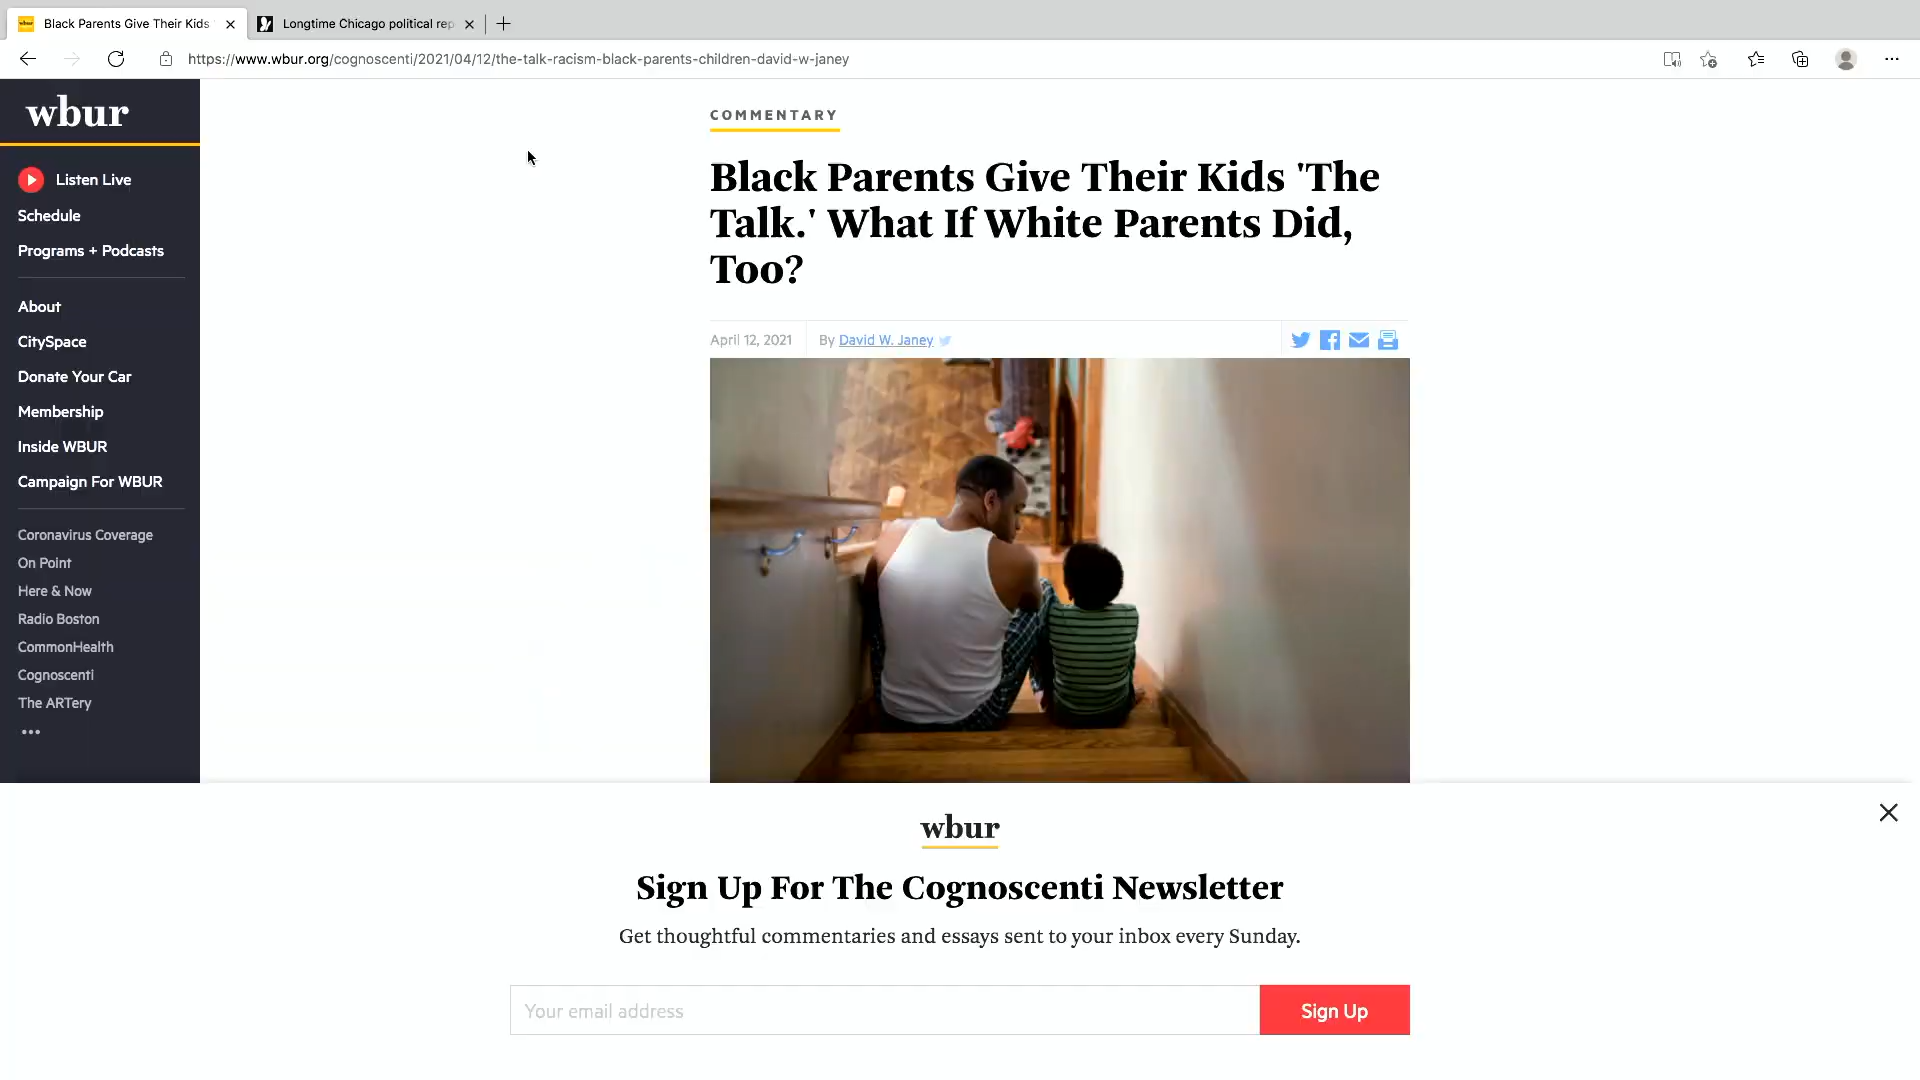 Black Parents Give Their Kids
Longtime Chicago political rep
https://www.wbur.org/cognoscenti/2021/04/12/the-talk-racism-black-parents-children-david-w-janey
wbur
Listen Live
Schedule
Programs + Podcasts
About
CitySpace
Donate Your Car
Membership
Inside WBUR
Campaign For WBUR
Coronavirus Coverage
On Point
Here & Now
Radio Boston
CommonHealth
Cognoscenti
The ARTery
COMMENTARY
Black Parents Give Their Kids 'The
Talk.' What If White Parents Did,
Too?
April 12, 2021 By David W. Janey
wbur
Sign Up For The Cognoscenti Newsletter
Get thoughtful commentaries and essays sent to your inbox every Sunday.
Your email address
Sign Up